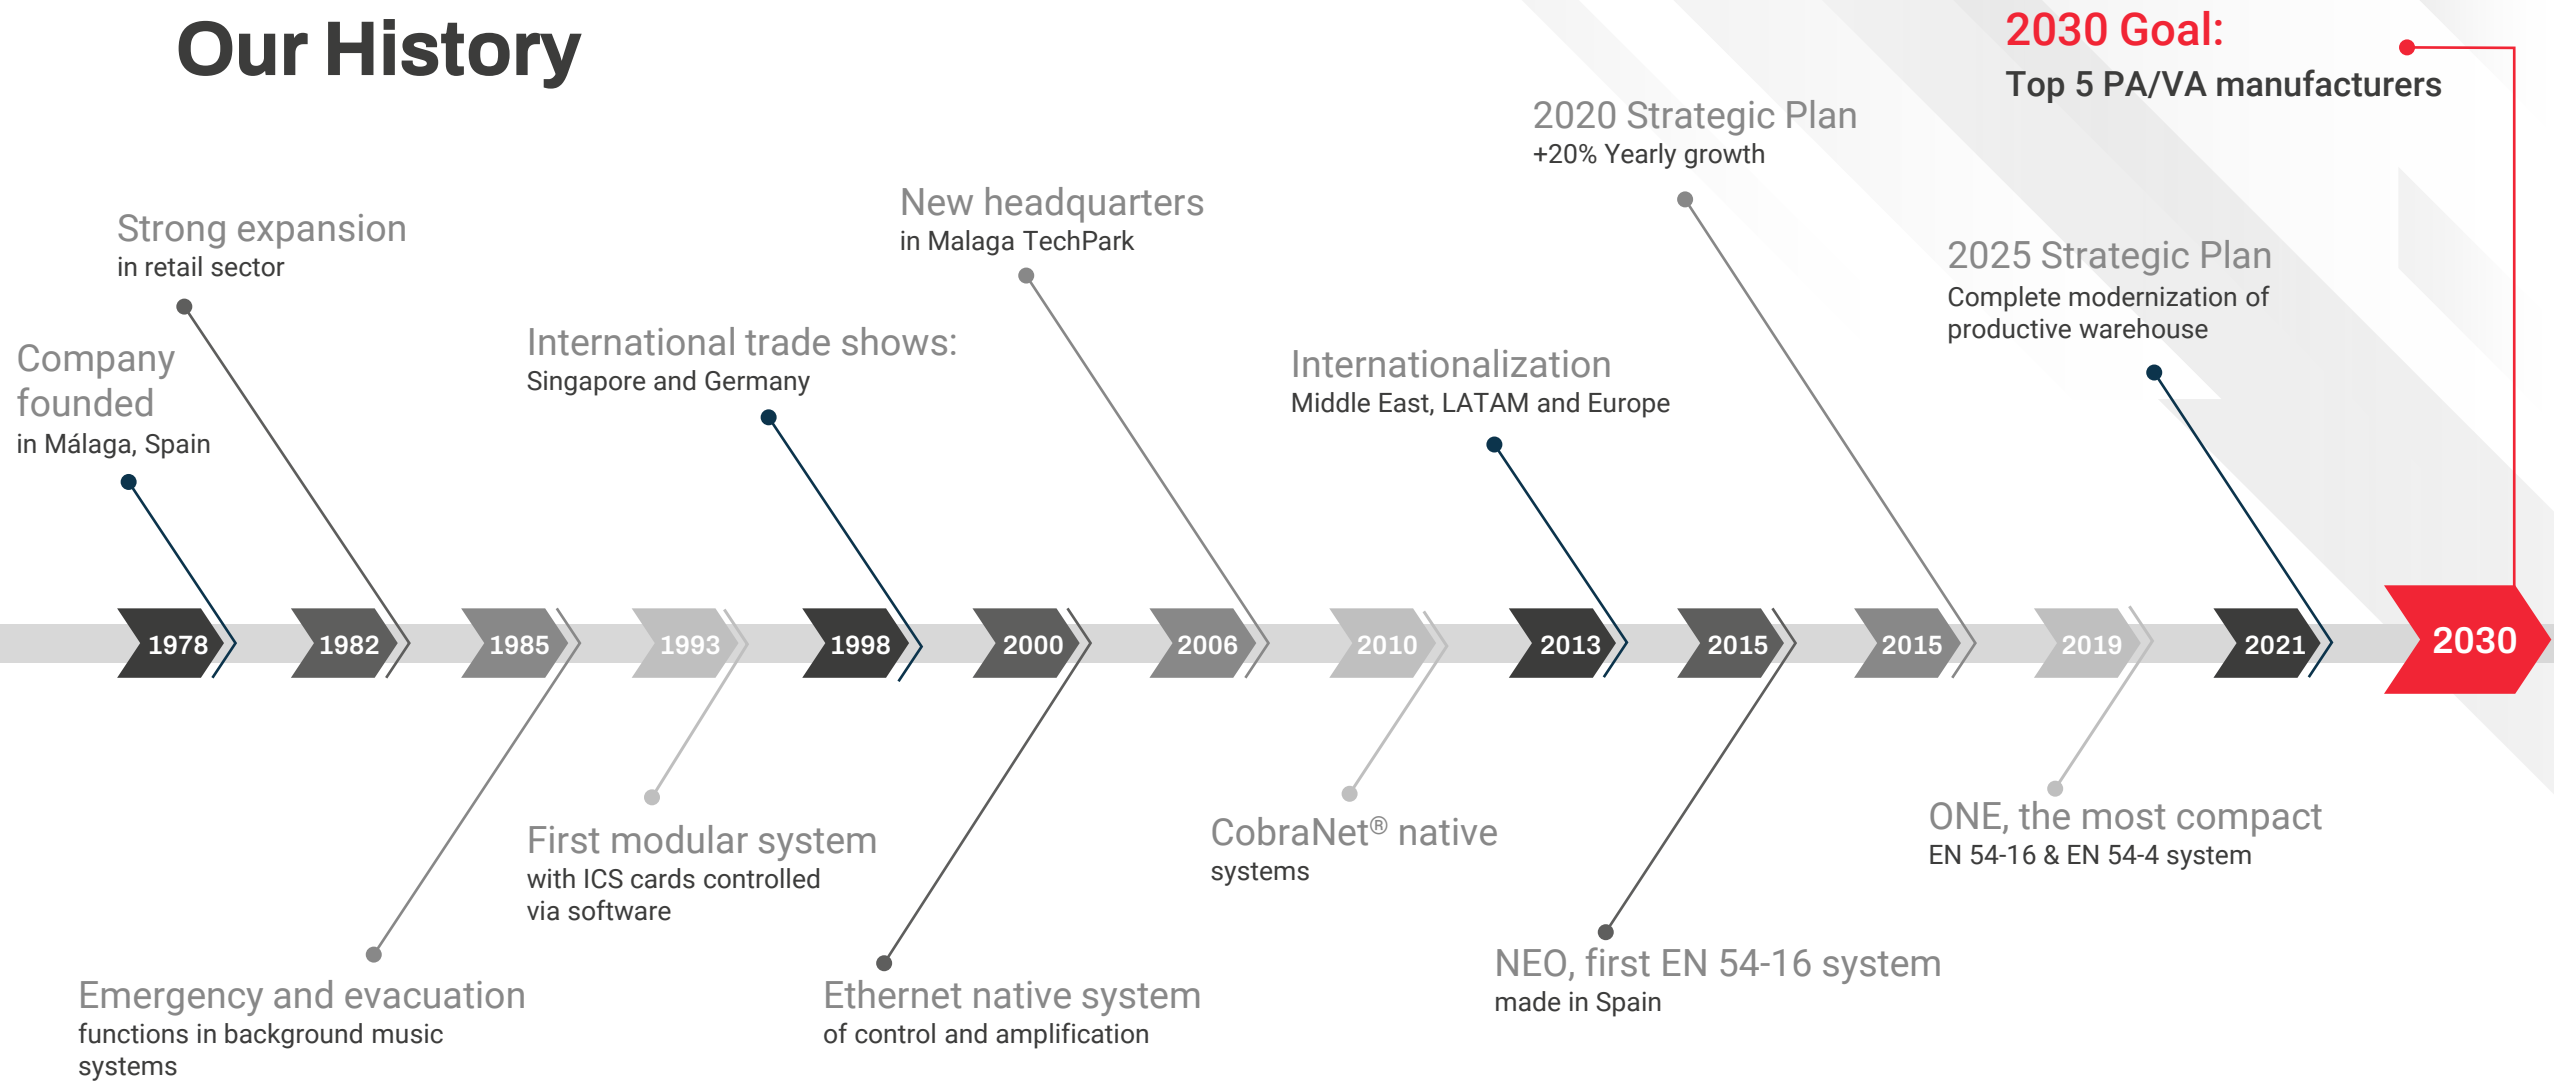 Our History
2030 Goal:
Top 5 PA/VA manufacturers
2020 Strategic Plan
+20% Yearly growth
New headquarters
in Malaga TechPark
Strong expansion
in retail sector
2025 Strategic Plan
Complete modernization of
productive warehouse
International trade shows:
Singapore and Germany
Company
founded
in Málaga, Spain
Internationalization
Middle East, LATAM and Europe
1978
1982
1985
1993
1998
2000
2006
2010
2013
2015
2015
2019
2021
2030
First modular system
with ICS cards controlled
via software
CobraNet® native
systems
ONE, the most compact
EN 54-16 & EN 54-4 system
Emergency and evacuation
functions in background music
systems
Ethernet native system
of control and amplification
NEO, first EN 54-16 system
made in Spain